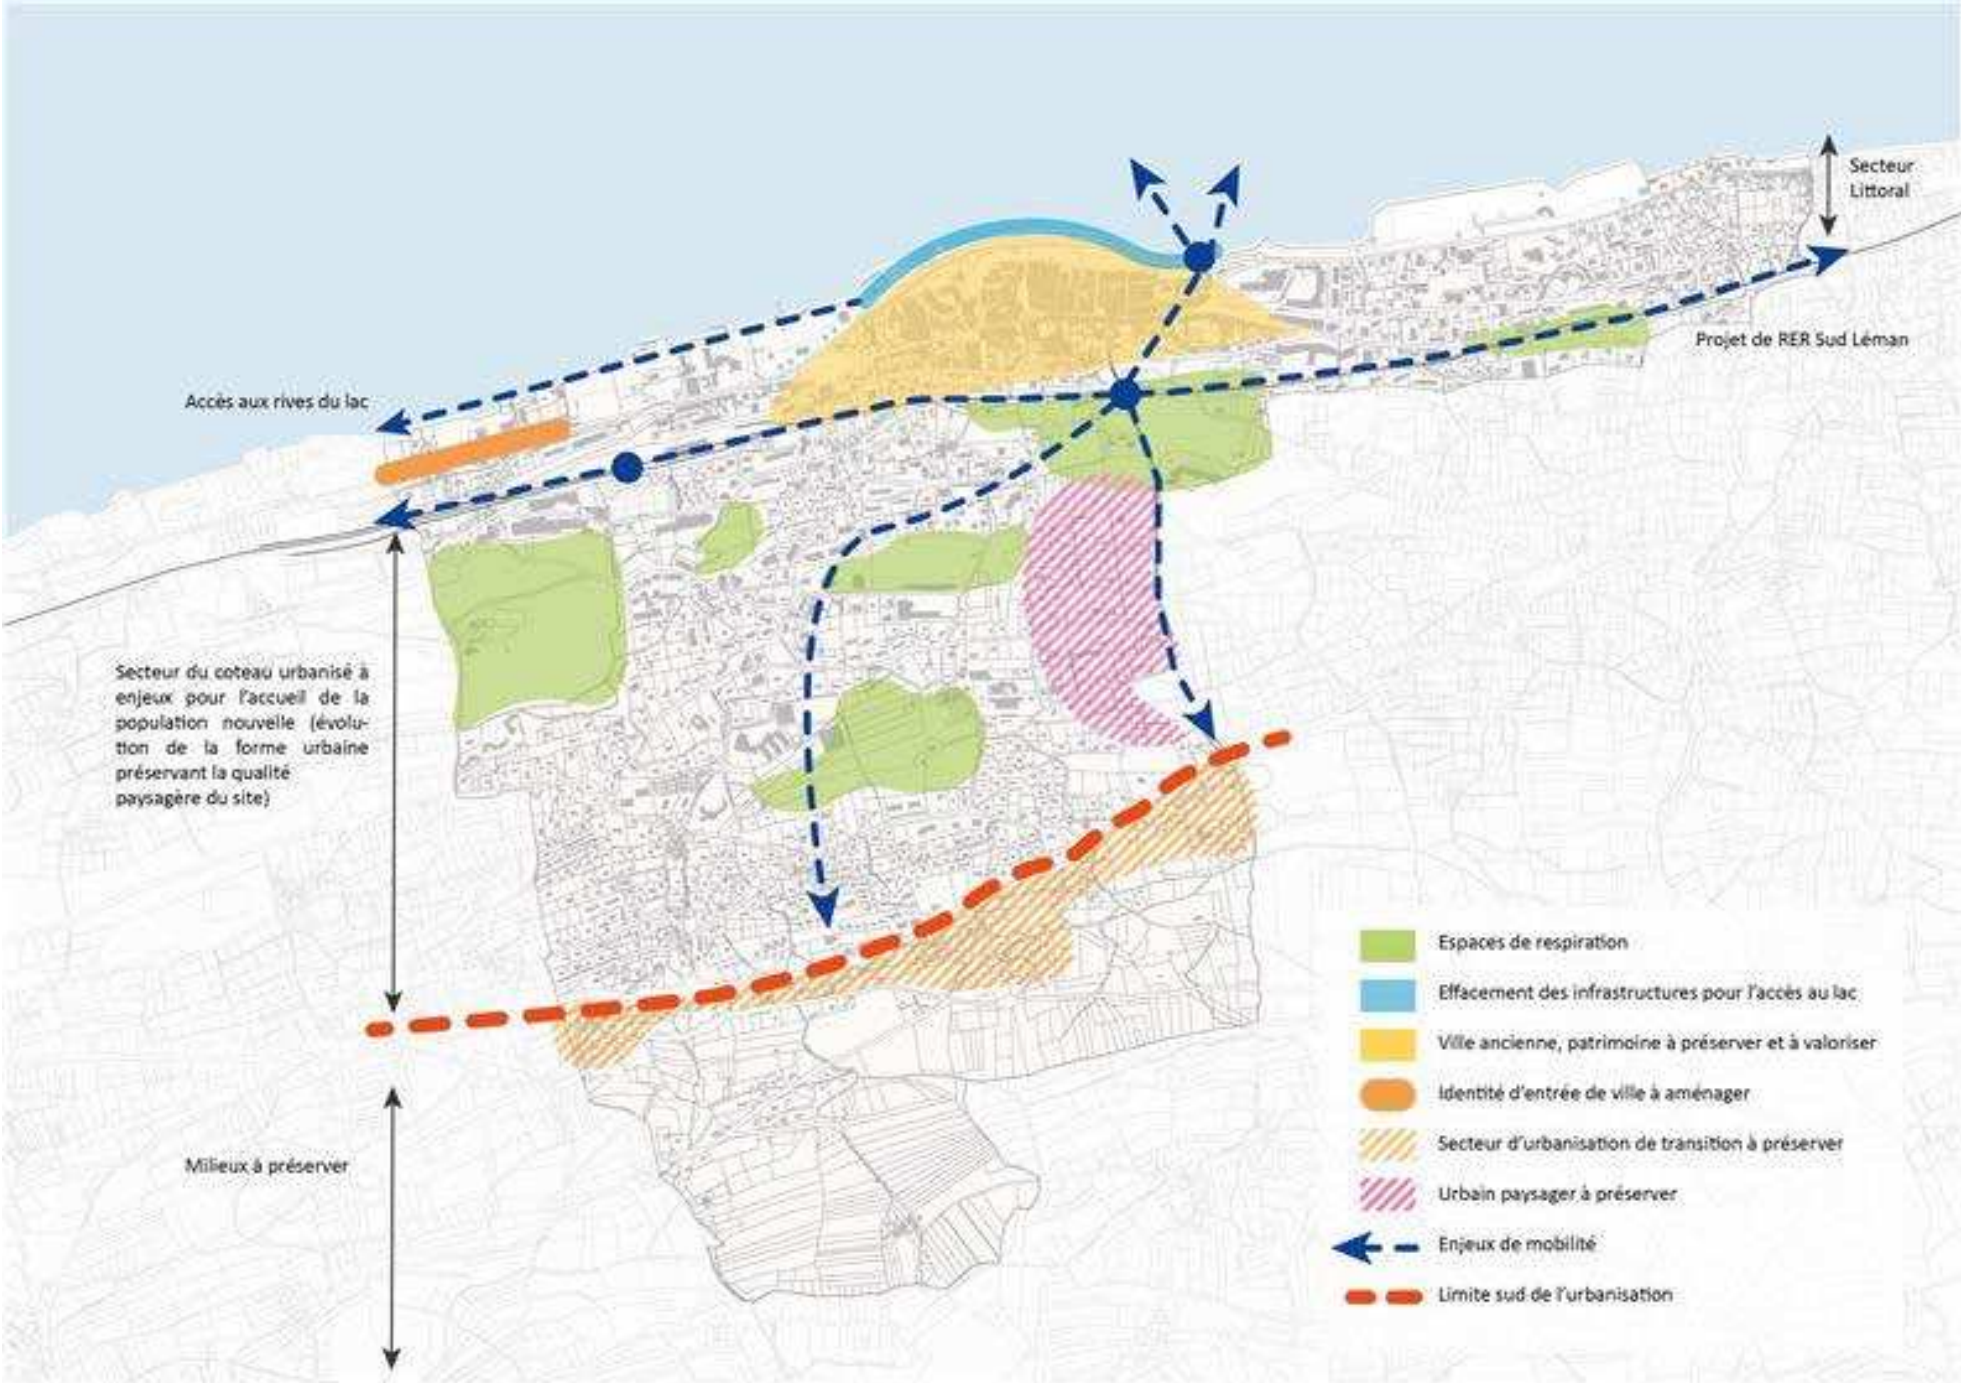 Secteur
Littoral
Projet de RER Sud Léman
Accès aux rives du lac
Secteur du coteau urbanisé à
enjeux pour l'accueil de la
population nouvelle (évolu-
tion de la forme urbaine
préservant la qualité
paysagère du site)
Milieux à préserver
Espaces de respiration
Effacement des infrastructures pour l'accès au lac
Ville ancienne, patrimoine à préserver et à valoriser
Identité d'entrée de ville à aménager
Secteur d'urbanisation de transition à préserver
Urbain paysager à préserver
Enjeux de mobilité
Limite sud de l'urbanisation